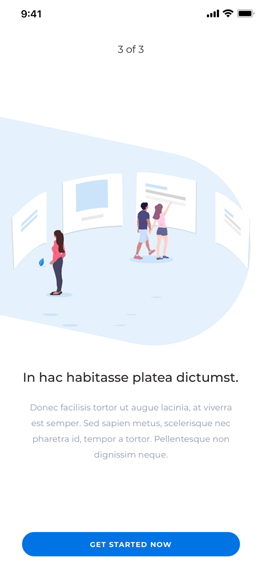 9:41
3 of 3
In hac habitasse platea dictumst.
Donec facilisis tortor ut augue lacinia, at viverra
est semper. Sed sapien metus, scelerisque nec
pharetra id, tempor a tortor. Pellentesque non
dignissim neque.
GET STARTED NOW